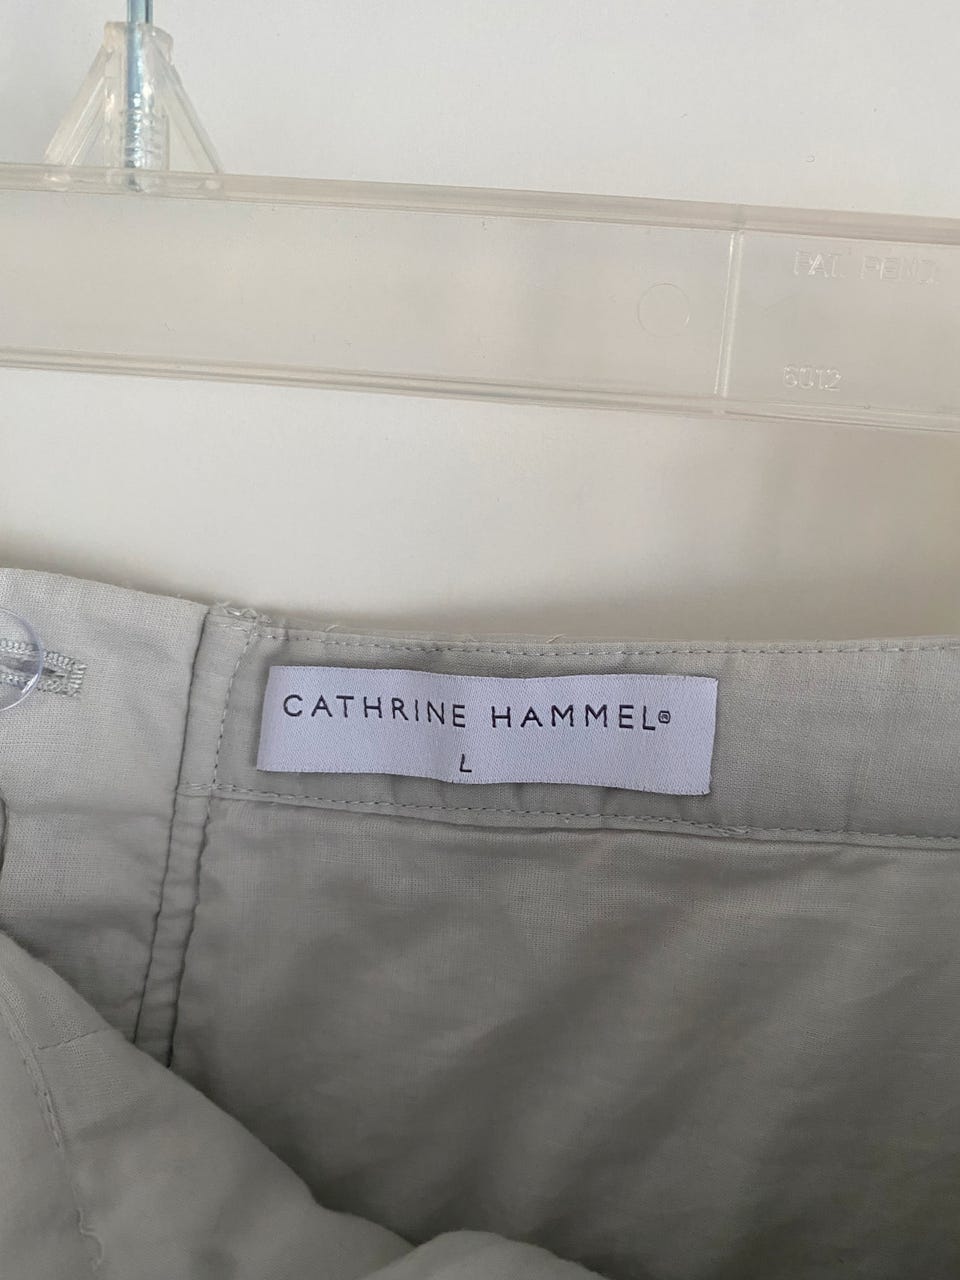 PAT. PEND.
6012
CATHRINE HAMMEL®
L